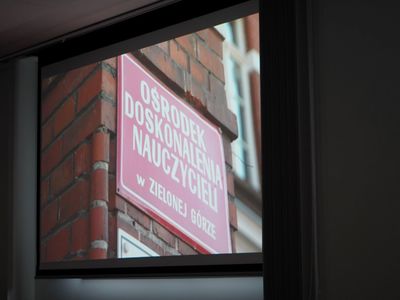 OŚRODEK
DOSKONALENIA
NAUCZYCIELI
w ZIELONEJ GÓRZE